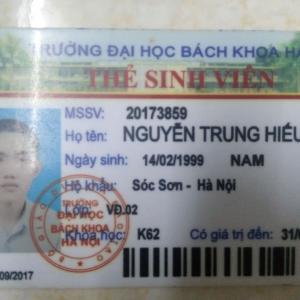 TRƯỜNG ĐẠI HỌC BÁCH KHOA HÀ
THẺ SINH VIÊN
MSSV: 20173859
Họ tên: NGUYỄN TRUNG HIẾU
Ngày sinh: 14/02/1999 NAM
Hộ khẩu: Sóc Sơn - Hà Nội
Lớp: VĐ.02
Khóa học: K62 Có giá trị đến: 31/
09/2017
TRƯỜNG
ĐẠI HỌC
BÁCH KHOA
HÀ NỘI